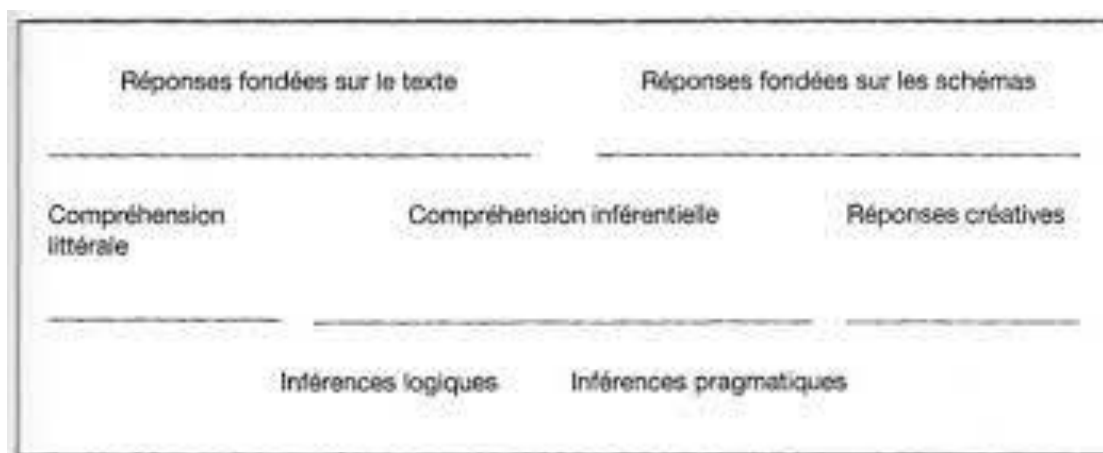 Réponses fondées sur le texte
Réponses fondées sur les schémas
Compréhension
littérale
Compréhension inférentielle
Réponses créatives
Inférences logiques
Inférences pragmatiques